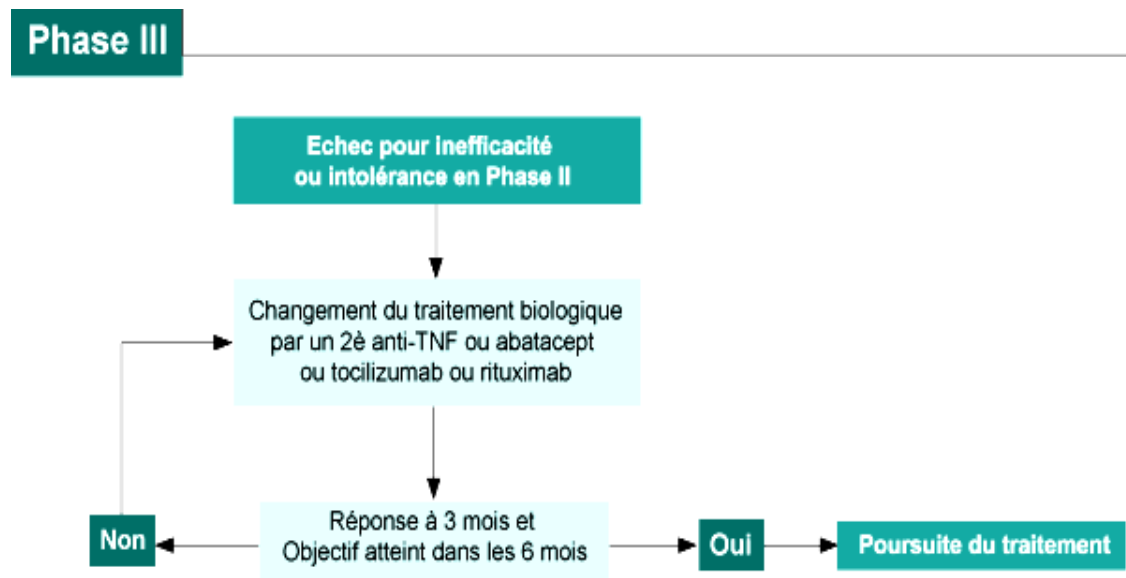 Phase III
Echec pour inefficacité
ou intolérance en Phase II
Changement du traitement biologique
par un 2è anti-TNF ou abatacept
ou tocilizumab ou rituximab
Réponse à 3 mois et
Objectif atteint dans les 6 mois
Non
Oui
Poursuite du traitement